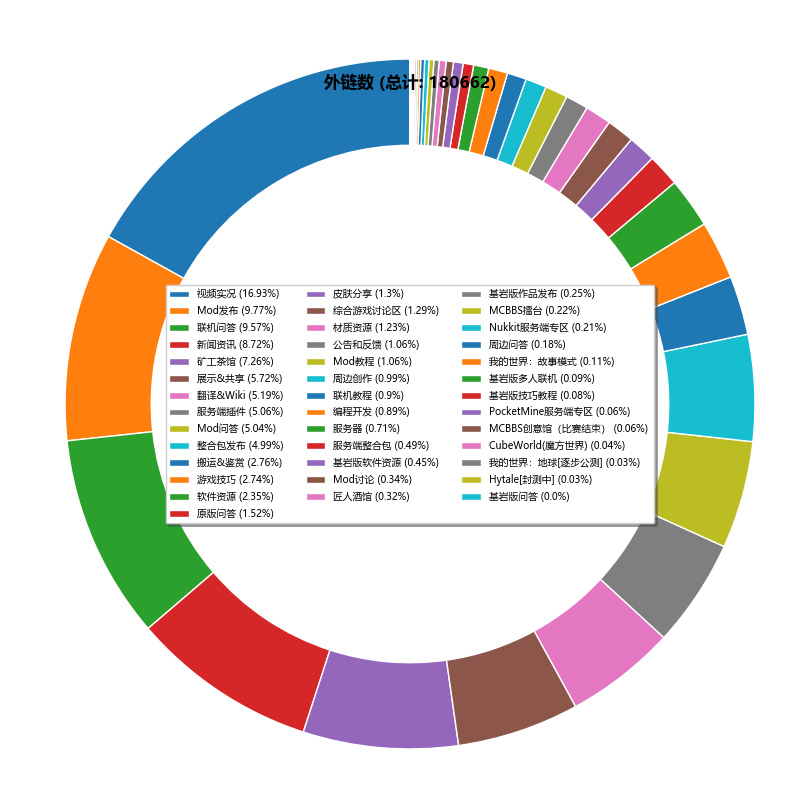 外链数 (总计: 180662)
视频实况 (16.93%)
Mod发布 (9.77%)
联机问答 (9.57%)
新闻资讯 (8.72%)
矿工茶馆 (7.26%)
展示&共享 (5.72%)
翻译&Wiki (5.19%)
服务端插件 (5.06%)
Mod问答 (5.04%)
整合包发布 (4.99%)
搬运&鉴赏 (2.76%)
游戏技巧 (2.74%)
软件资源 (2.35%)
原版问答 (1.52%)
皮肤分享 (1.3%)
综合游戏讨论区 (1.29%)
材质资源 (1.23%)
公告和反馈 (1.06%)
Mod教程 (1.06%)
周边创作 (0.99%)
联机教程 (0.9%)
编程开发 (0.89%)
服务器 (0.71%)
服务端整合包 (0.49%)
基岩版软件资源 (0.45%)
Mod讨论 (0.34%)
匠人酒馆 (0.32%)
基岩版作品发布 (0.25%)
MCBBS擂台 (0.22%)
Nukkit服务端专区 (0.21%)
周边问答 (0.18%)
我的世界：故事模式 (0.11%)
基岩版多人联机 (0.09%)
基岩版技巧教程 (0.08%)
PocketMine服务端专区 (0.06%)
MCBBS创意馆（比赛结束） (0.06%)
CubeWorld(魔方世界) (0.04%)
我的世界：地球[逐步公测] (0.03%)
Hytale[封测中] (0.03%)
基岩版问答 (0.0%)